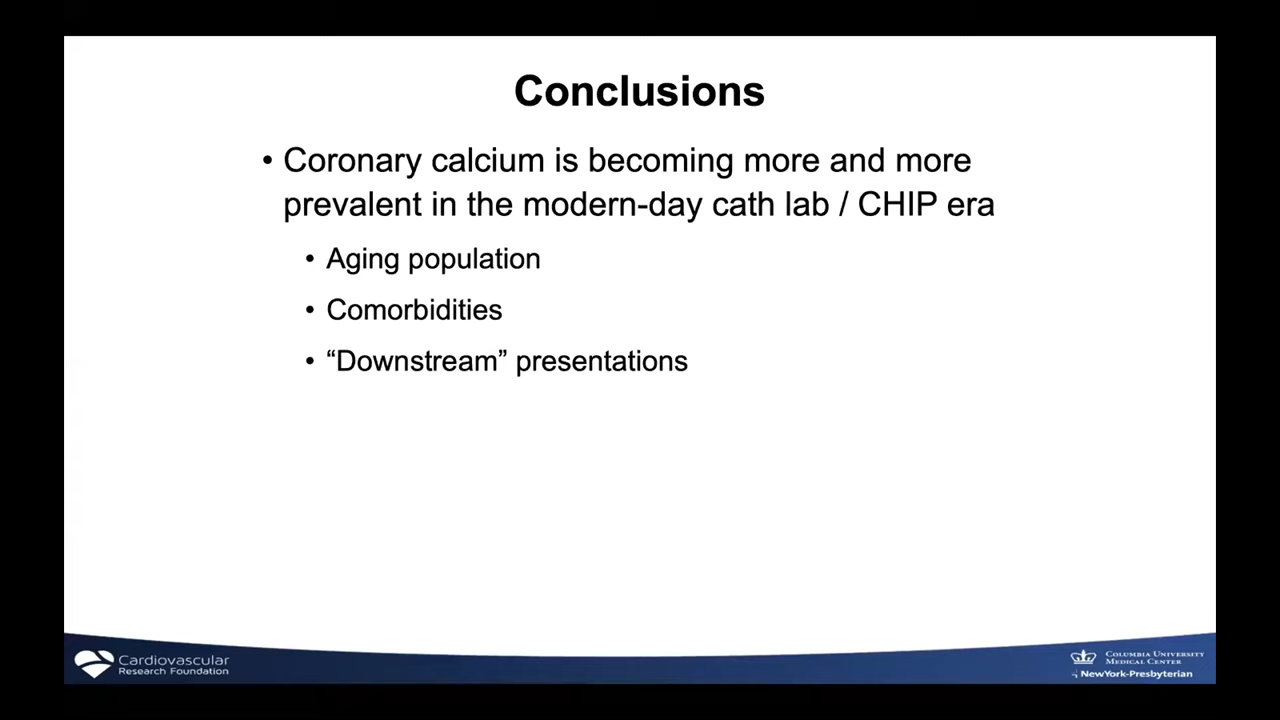 Conclusions
• Coronary calcium is becoming more and more
prevalent in the modern-day cath lab / CHIP era
• Aging population
• Comorbidities
• “Downstream” presentations
Cardiovascular
Research Foundation
COLUMBIA UNIVERSITY
MEDICAL CENTER
NewYork-Presbyterian